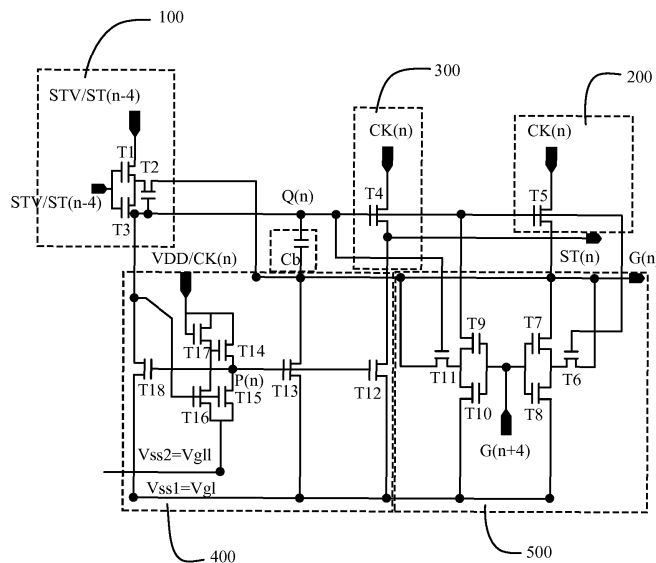 100
300
200
STV/ST(n-4)
CK(n)
CK(n)
T1
T2
STV/ST(n-4)
T3
Q(n)
T4
T5
Cb
VDD/CK(n)
ST(n)
G(n)
T17
T14
T9
T7
T18
P(n)
T13
T12
T11
T6
T16
T15
T10
T8
G(n+4)
Vss2=Vgll
Vss1=Vgl
400
500